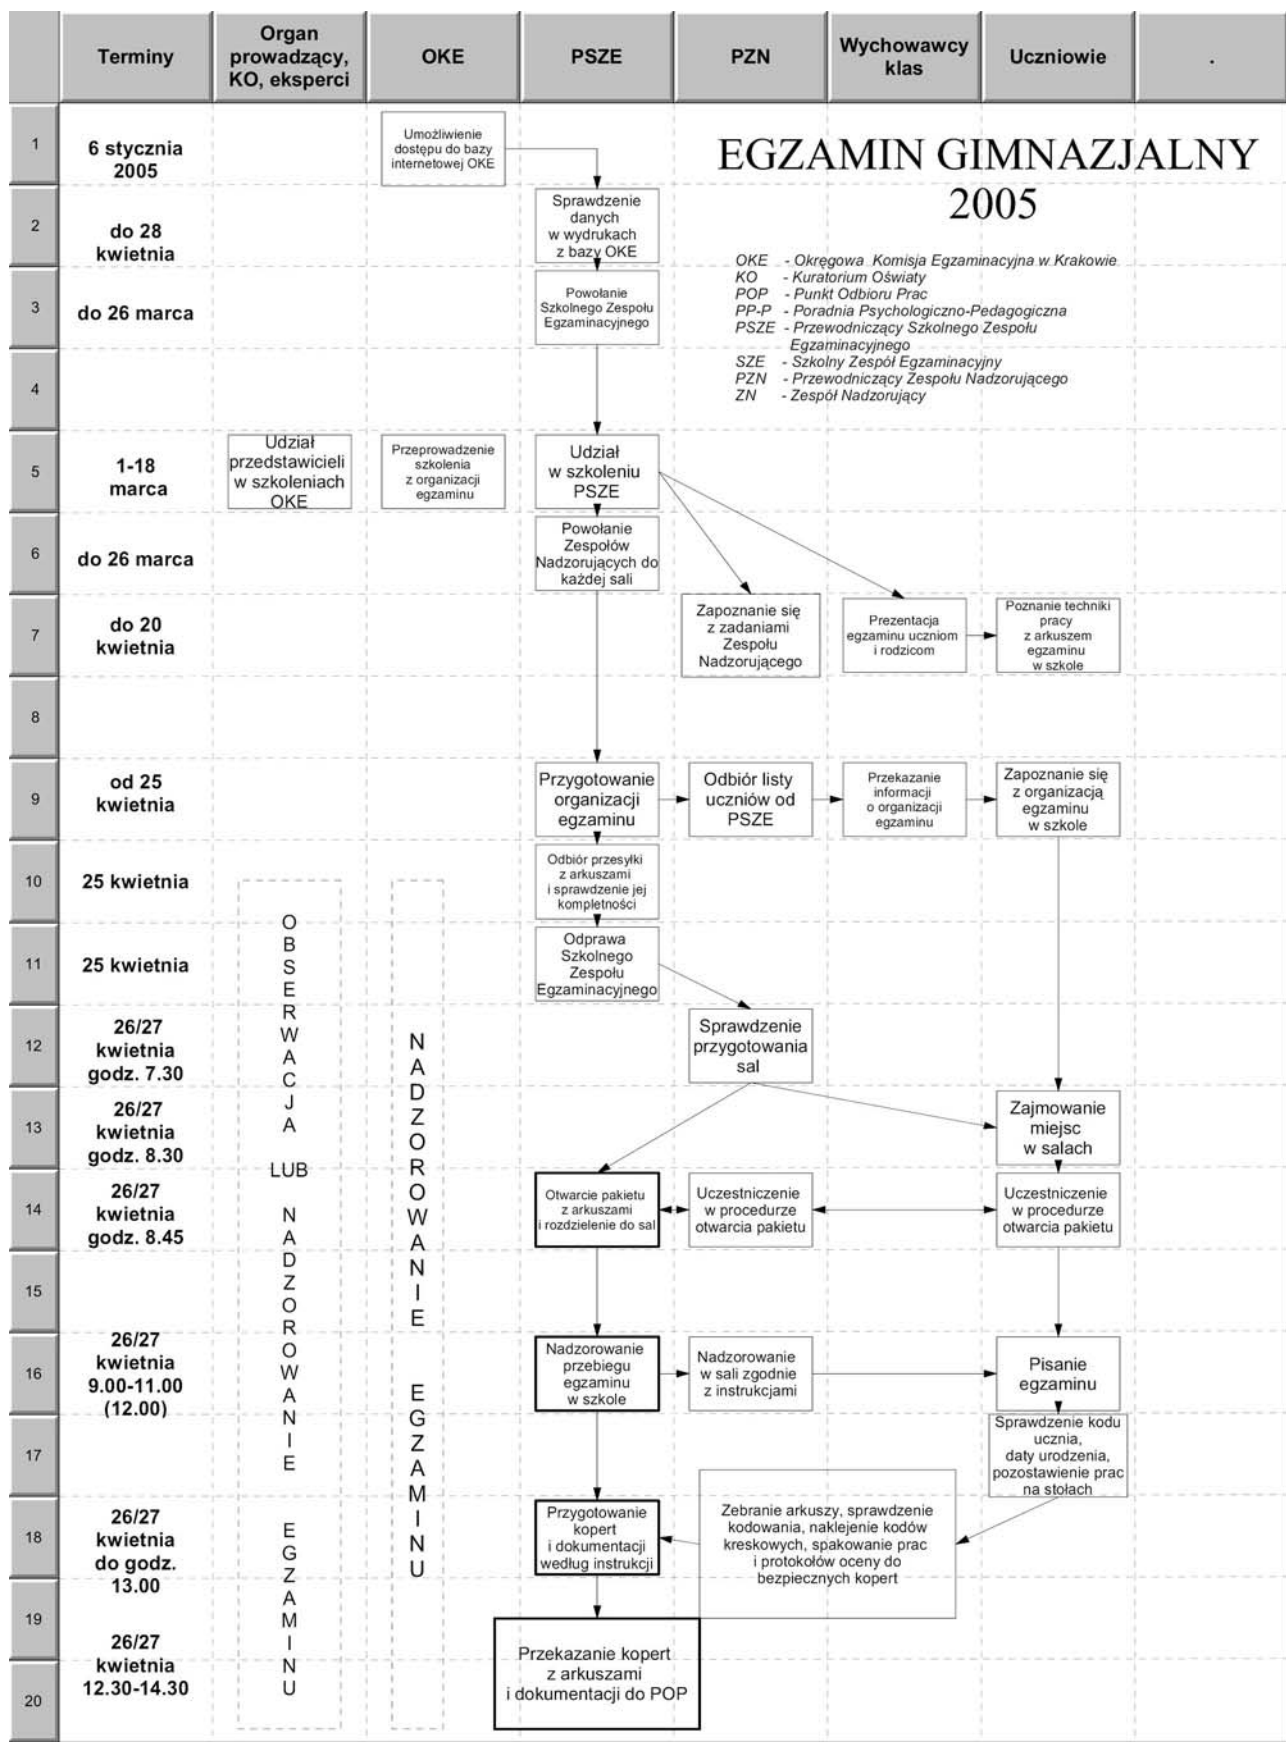 Terminy
Organ
prowadzący,
KO, eksperci
OKE
PSZE
PZN
Wychowawcy
klas
Uczniowie
.
EGZAMIN GIMNAZJALNY
2005
OKE - Okręgowa Komisja Egzaminacyjna w Krakowie
KO - Kuratorium Oświaty
POP - Punkt Odbioru Prac
PP-P - Poradnia Psychologiczno-Pedagogiczna
PSZE - Przewodniczący Szkolnego Zespołu
Egzaminacyjnego
SZE - Szkolny Zespół Egzaminacyjny
PZN - Przewodniczący Zespołu Nadzorującego
ZN - Zespół Nadzorujący
1
6 stycznia
2005
Umożliwienie
dostępu do bazy
internetowej OKE
2
do 28
kwietnia
Sprawdzenie
danych
w wydrukach
z bazy OKE
3
do 26 marca
Powołanie
Szkolnego Zespołu
Egzaminacyjnego
4
5
1-18
marca
Udział
przedstawicieli
w szkoleniach
OKE
Przeprowadzenie
szkolenia
z organizacji
egzaminu
Udział
w szkoleniu
PSZE
6
do 26 marca
Powołanie
Zespołów
Nadzorujących do
każdej sali
7
do 20
kwietnia
Zapoznanie się
z zadaniami
Zespołu
Nadzorującego
Prezentacja
egzaminu uczniom
i rodzicom
Poznanie techniki
pracy
z arkuszem
egzaminu
w szkole
8
9
od 25
kwietnia
Przygotowanie
organizacji
egzaminu
Odbiór listy
uczniów od
PSZE
Przekazanie
informacji
o organizacji
egzaminu
Zapoznanie się
z organizacją
egzaminu
w szkole
10
25 kwietnia
Odbiór przesyłki
z arkuszami
i sprawdzenie jej
kompletności
11
25 kwietnia
Odprawa
Szkolnego
Zespołu
Egzaminacyjnego
12
26/27
kwietnia
godz. 7.30
Sprawdzenie
przygotowania
sal
13
26/27
kwietnia
godz. 8.30
Zajmowanie
miejsc
w salach
14
26/27
kwietnia
godz. 8.45
Otwarcie pakietu
z arkuszami
i rozdzielenie do sal
Uczestniczenie
w procedurze
otwarcia pakietu
Uczestniczenie
w procedurze
otwarcia pakietu
15
16
26/27
kwietnia
9.00-11.00
(12.00)
Nadzorowanie
przebiegu
egzaminu
w szkole
Nadzorowanie
w sali zgodnie
z instrukcjami
Pisanie
egzaminu
17
Sprawdzenie kodu
ucznia,
daty urodzenia,
pozostawienie prac
na stołach
18
26/27
kwietnia
do godz.
13.00
Przygotowanie
kopert
i dokumentacji
według instrukcji
Zebranie arkuszy, sprawdzenie
kodowania, naklejenie kodów
kreskowych, spakowanie prac
i protokołów oceny do
bezpiecznych kopert
19
26/27
kwietnia
12.30-14.30
Przekazanie kopert
z arkuszami
i dokumentacji do POP
20
OBSERWACJA LUB NADZOROWANIE EGZAMINU
NADZOROWANIE EGZAMINU